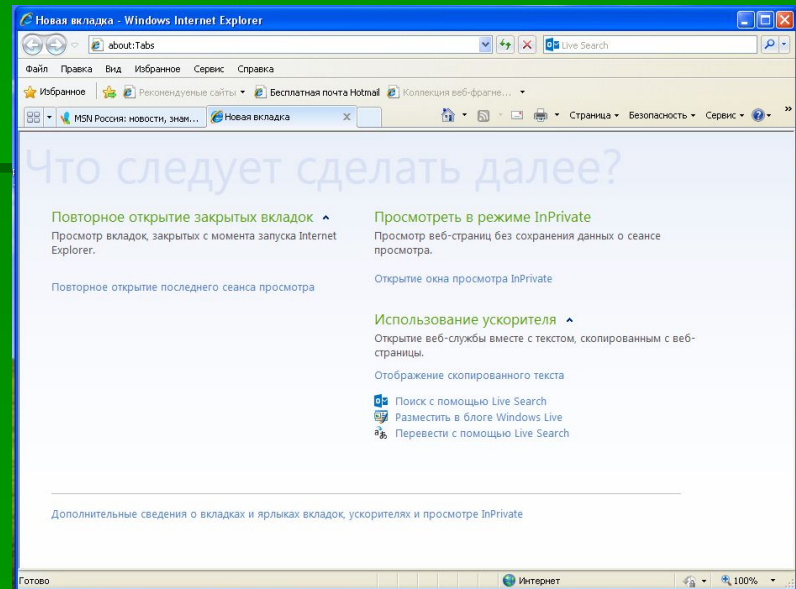 Новая вкладка - Windows Internet Explorer
about:Tabs
Live Search
Файл Правка Вид Избранное Сервис Справка
Избранное Рекомендуемые сайты Бесплатная почта Hotmail Коллекция веб-фрагме...
MSN Россия: новости, знак... Новая вкладка X Страница Безопасность Сервис »
Что следует сделать далее?
Повторное открытие закрытых вкладок
Просмотр вкладок, закрытых с момента запуска Internet
Explorer.
Повторное открытие последнего сеанса просмотра
Просмотреть в режиме InPrivate
Просмотр веб-страниц без сохранения данных о сеансе
просмотра.
Открытие окна просмотра InPrivate
Использование ускорителя
Открытие веб-службы вместе с текстом, скопированным с веб-
страницы.
Отображение скопированного текста
Поиск с помощью Live Search
Разместить в блоге Windows Live
Перевести с помощью Live Search
Дополнительные сведения о вкладках и ярлыках вкладок, ускорителях и просмотре InPrivate
Готово Интернет 100%